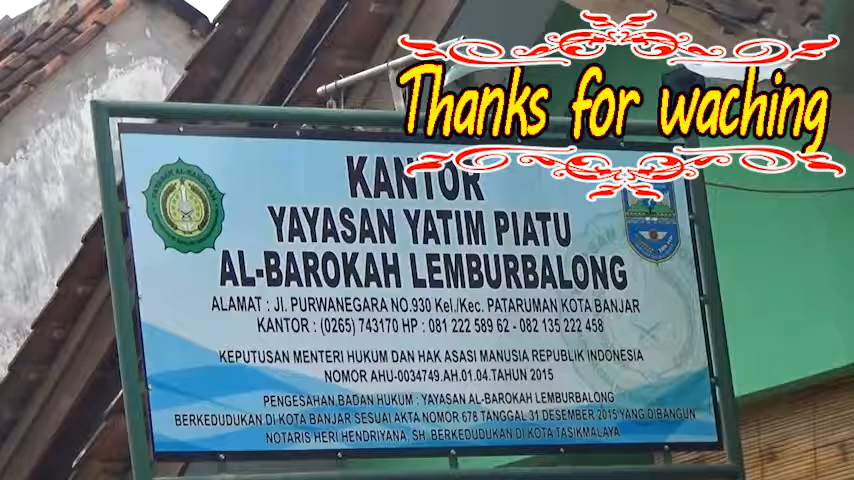 Thanks for waching
KANTOR
YAYASAN YATIM PIATU
AL-BAROKAH LEMBURBALONG
ALAMAT : Jl. PURWANEGARA NO.930 Kel./Kec. PATARUMAN KOTA BANJAR
KANTOR : (0265) 743170 HP : 081 222 589 62 - 082 135 222 458
KEPUTUSAN MENTERI HUKUM DAN HAK ASASI MANUSIA REPUBLIK INDONESIA
NOMOR AHU-0034749.AH.01.04.TAHUN 2015
PENGESAHAN BADAN HUKUM : YAYASAN AL-BAROKAH LEMBURBALONG
BERKEDUDUKAN DI KOTA BANJAR SESUAI AKTA NOMOR 678 TANGGAL 31 DESEMBER 2015 YANG DIBANGUN
NOTARIS HERI HENDRIYANA, SH. BERKEDUDUKAN DI KOTA TASIKMALAYA